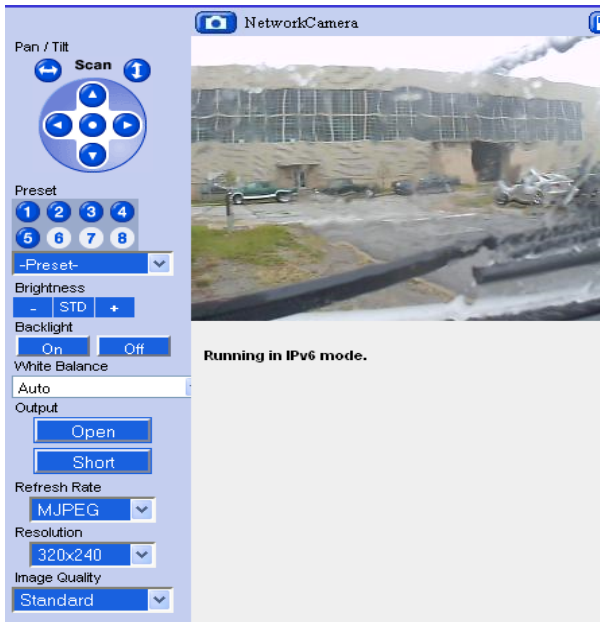 NetworkCamera
Pan / Tilt
Scan
Preset
1 2 3 4
5 6 7 8
-Preset-
Brightness
- STD +
Backlight
On Off
White Balance
Auto
Output
Open
Short
Refresh Rate
MJPEG
Resolution
320x240
Image Quality
Standard
Running in IPv6 mode.